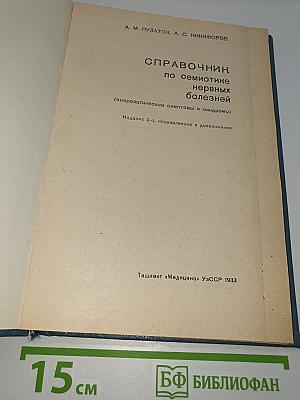 А. М. ПУЛАТОВ, А. С. НИКИФОРОВ
СПРАВОЧНИК
по семиотике
нервных
болезней
(неврологические симптомы и синдромы)
Издание 2-е, исправленное и дополненное
Ташкент «Медицина» УзССР 1983
15 см
БФ БИБЛИОФАН